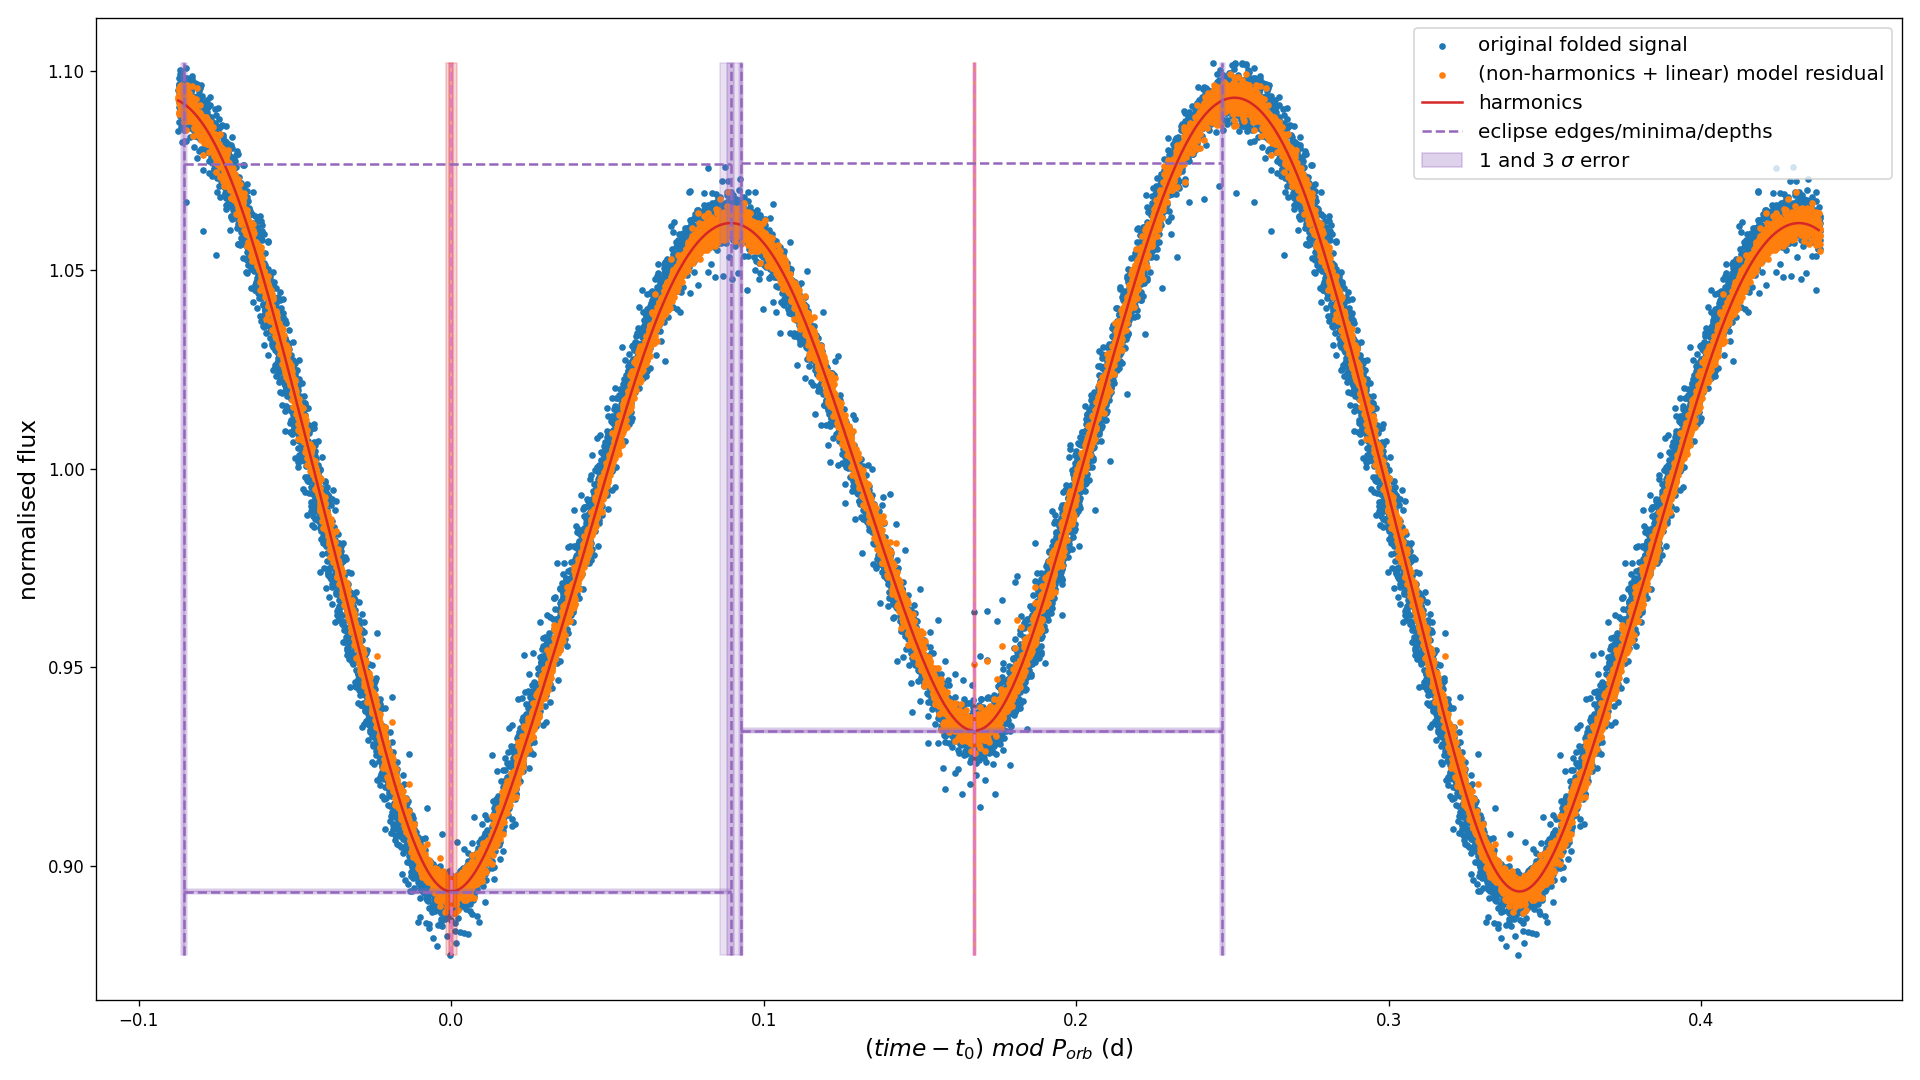 original folded signal
(non-harmonics + linear) model residual
harmonics
eclipse edges/minima/depths
1 and 3 σ error
1.10
1.05
1.00
0.95
0.90
normalised flux
−0.1 0.0 0.1 0.2 0.3 0.4
(time − t₀) mod Pₒᵣb (d)